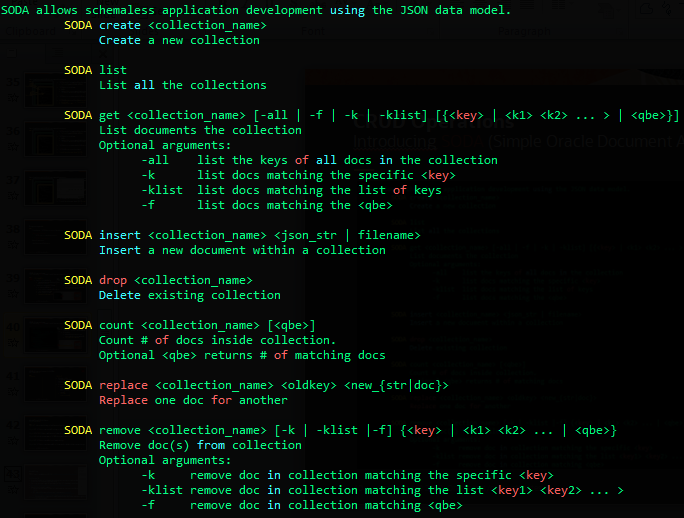 SODA allows schemaless application development using the JSON data model.
SODA create <collection_name>
Create a new collection
SODA list
List all the collections
SODA get <collection_name> [-all | -f | -k | -klist] [{<key> | <k1> <k2> ... > | <qbe>}]
List documents the collection
Optional arguments:
-all list the keys of all docs in the collection
-k list docs matching the specific <key>
-klist list docs matching the list of keys
-f list docs matching the <qbe>
SODA insert <collection_name> <json_str | filename>
Insert a new document within a collection
SODA drop <collection_name>
Delete existing collection
SODA count <collection_name> [<qbe>]
Count # of docs inside collection.
Optional <qbe> returns # of matching docs
SODA replace <collection_name> <oldkey> <new_{str|doc}>
Replace one doc for another
SODA remove <collection_name> [-k | -klist |-f] {<key> | <k1> <k2> ... | <qbe>}
Remove doc(s) from collection
Optional arguments:
-k remove doc in collection matching the specific <key>
-klist remove doc in collection matching the list <key1> <key2> ... >
-f remove doc in collection matching <qbe>